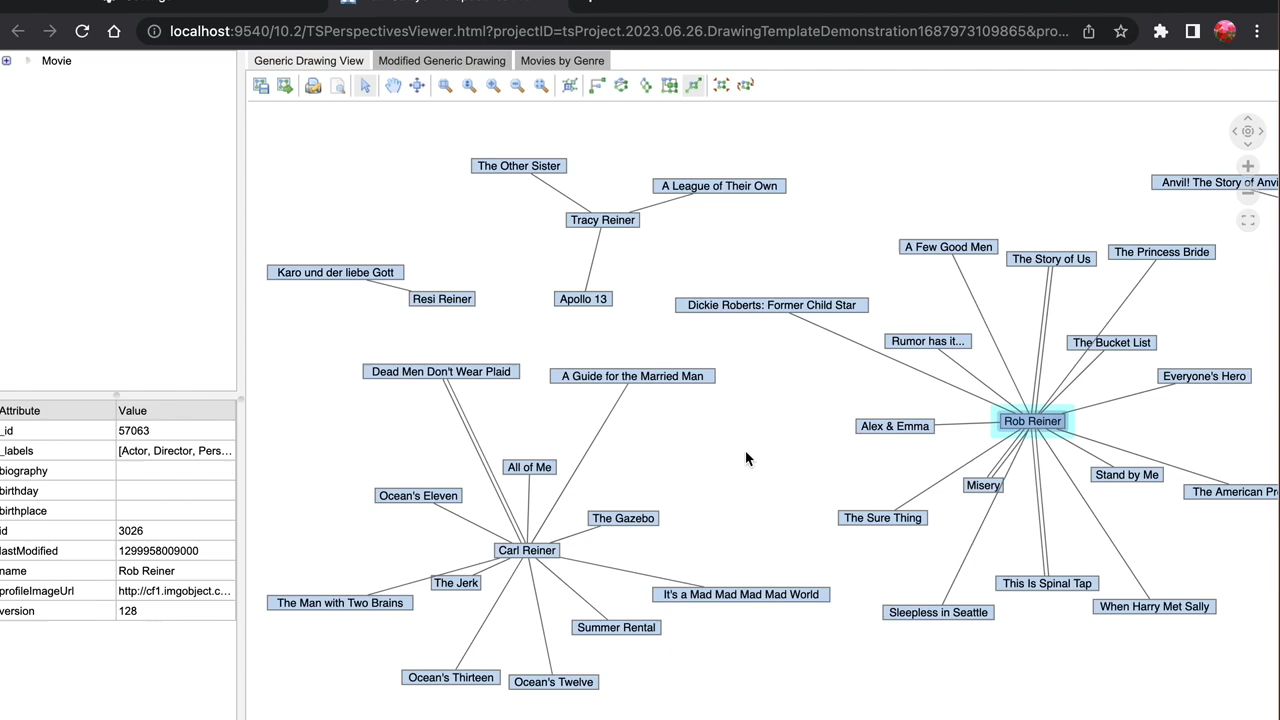 localhost:9540/10.2/TSPerspectivesViewer.html?projectID=tsProject.2023.06.26.DrawingTemplateDemonstration1687973109865&pro...
Movie
Generic Drawing View
Modified Generic Drawing
Movies by Genre
The Other Sister
A League of Their Own
Anvil! The Story of Anvi
Tracy Reiner
A Few Good Men
The Story of Us
The Princess Bride
Karo und der liebe Gott
Resi Reiner
Apollo 13
Dickie Roberts: Former Child Star
Rumor has it...
The Bucket List
Dead Men Don't Wear Plaid
A Guide for the Married Man
Everyone's Hero
Rob Reiner
Alex & Emma
All of Me
Stand by Me
Misery
The American Pr
Ocean's Eleven
The Gazebo
The Sure Thing
Carl Reiner
The Jerk
This Is Spinal Tap
It's a Mad Mad Mad Mad World
The Man with Two Brains
When Harry Met Sally
Sleepless in Seattle
Summer Rental
Ocean's Thirteen
Ocean's Twelve
Attribute Value
_id 57063
_labels [Actor, Director, Pers...
biography
birthday
birthplace
id 3026
lastModified 1299958009000
name Rob Reiner
profileImageUrl http://cf1.imgobject.c...
version 128